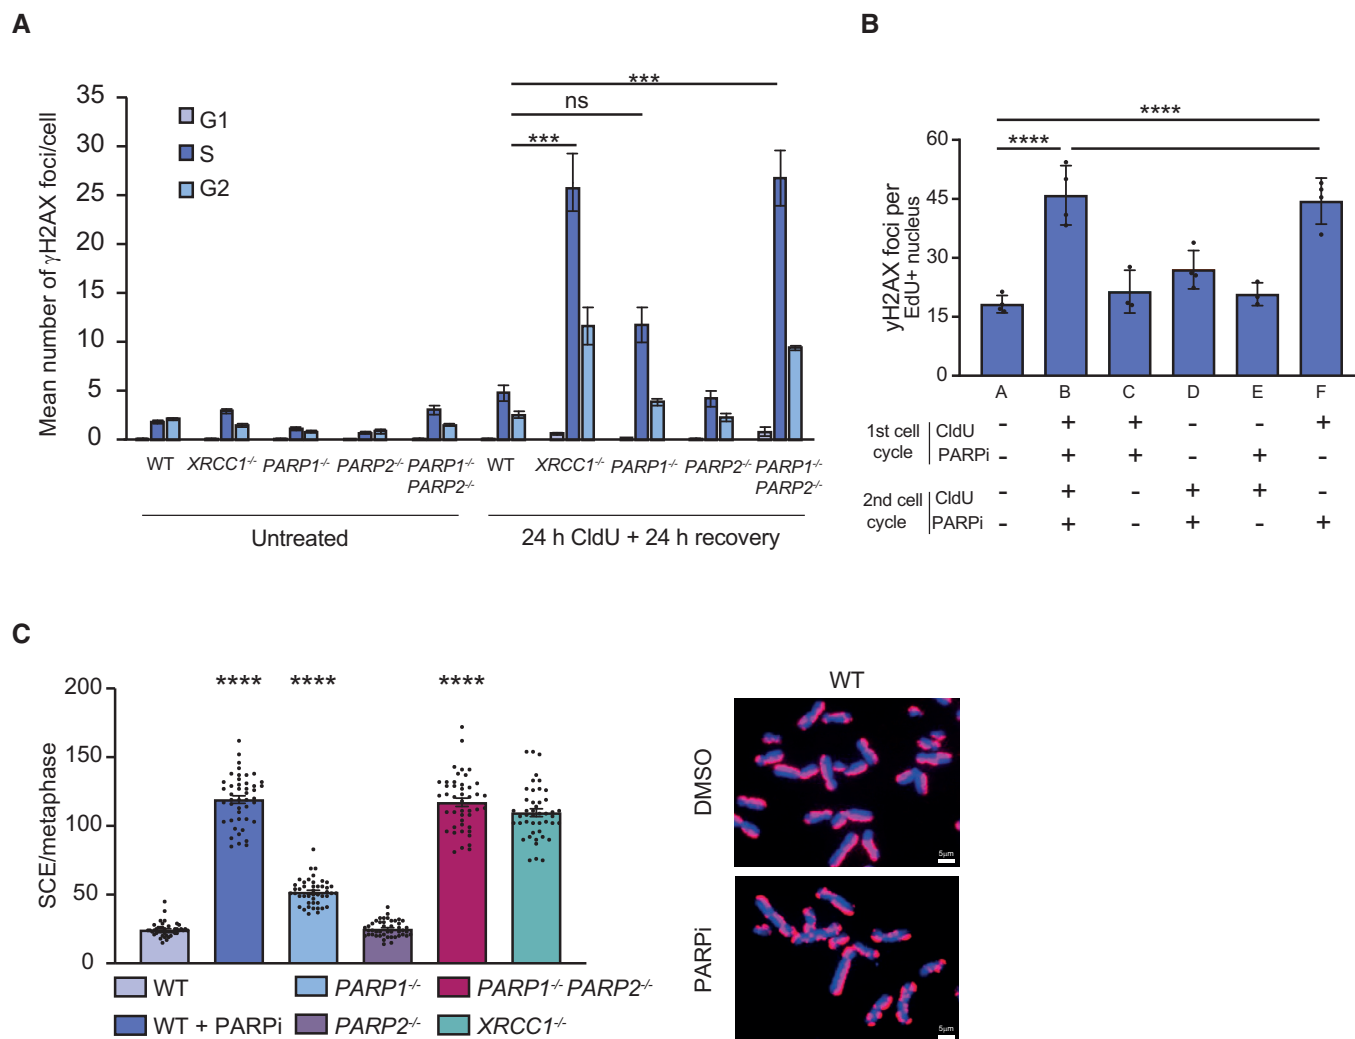 A
Mean number of γH2AX foci/cell
35
30
25
20
15
10
5
0
G1
S
G2
***
ns
***
WT
XRCC1-/-
PARP1-/-
PARP2-/-
PARP1-/-
PARP2-/-
WT
XRCC1-/-
PARP1-/-
PARP2-/-
PARP1-/-
PARP2-/-
Untreated
24 h CldU + 24 h recovery
B
yH2AX foci per
EdU+ nucleus
60
45
30
15
0
****
****
A B C D E F
1st cell cycle CldU - + + - - +
PARPi - + + - + -
2nd cell cycle CldU - + - + + -
PARPi - + - + - +
C
SCE/metaphase
200
150
100
50
0
**** **** ****
WT
PARP1-/-
PARP1-/- PARP2-/-
WT + PARPi
PARP2-/-
XRCC1-/-
WT
DMSO
5µm
PARPi
5µm